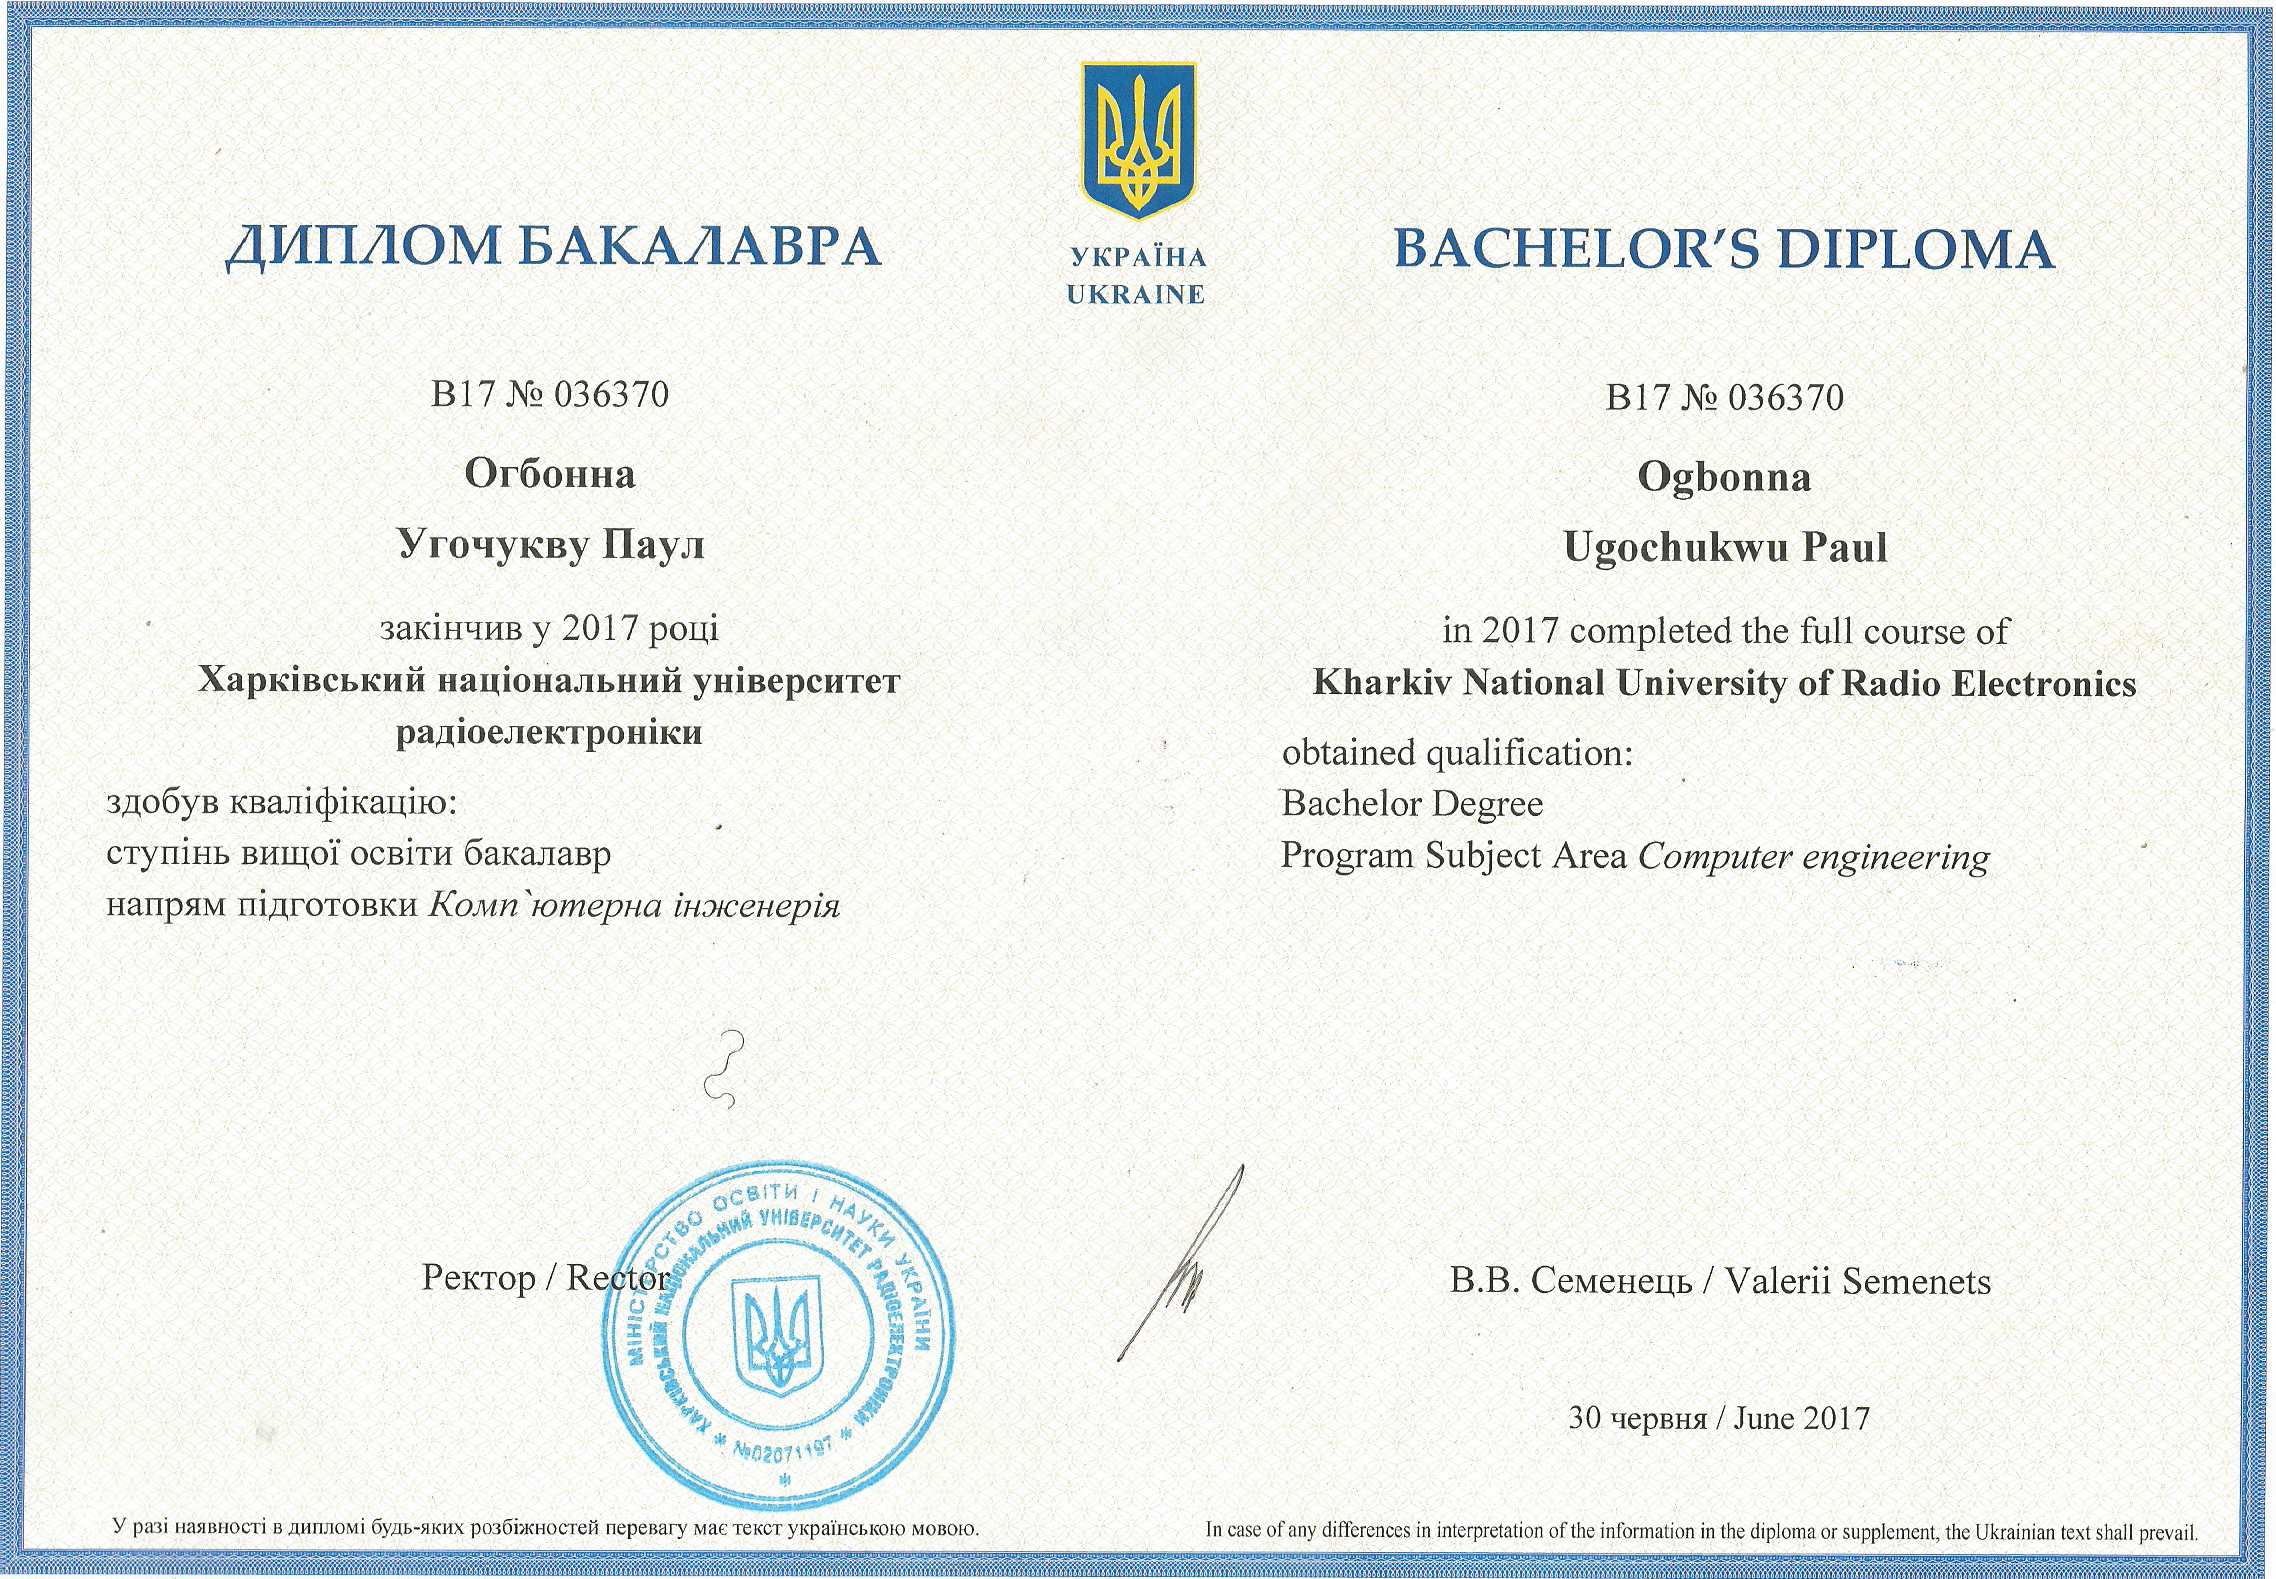 УКРАЇНА
UKRAINE
ДИПЛОМ БАКАЛАВРА
В17 № 036370
Огбонна
Угочукву Паул
закінчив у 2017 році
Харківський національний університет
радіоелектроніки
здобув кваліфікацію:
ступінь вищої освіти бакалавр
напрям підготовки Комп`ютерна інженерія
BACHELOR’S DIPLOMA
B17 № 036370
Ogbonna
Ugochukwu Paul
in 2017 completed the full course of
Kharkiv National University of Radio Electronics
obtained qualification:
Bachelor Degree
Program Subject Area Computer engineering
Ректор / Rector
МІНІСТЕРСТВО ОСВІТИ І НАУКИ УКРАЇНИ
ХАРКІВСЬКИЙ НАЦІОНАЛЬНИЙ УНІВЕРСИТЕТ РАДІОЕЛЕКТРОНІКИ
* №02071197 *
*
В.В. Семенець / Valerii Semenets
30 червня / June 2017
У разі наявності в дипломі будь-яких розбіжностей перевагу має текст українською мовою.
In case of any differences in interpretation of the information in the diploma or supplement, the Ukrainian text shall prevail.